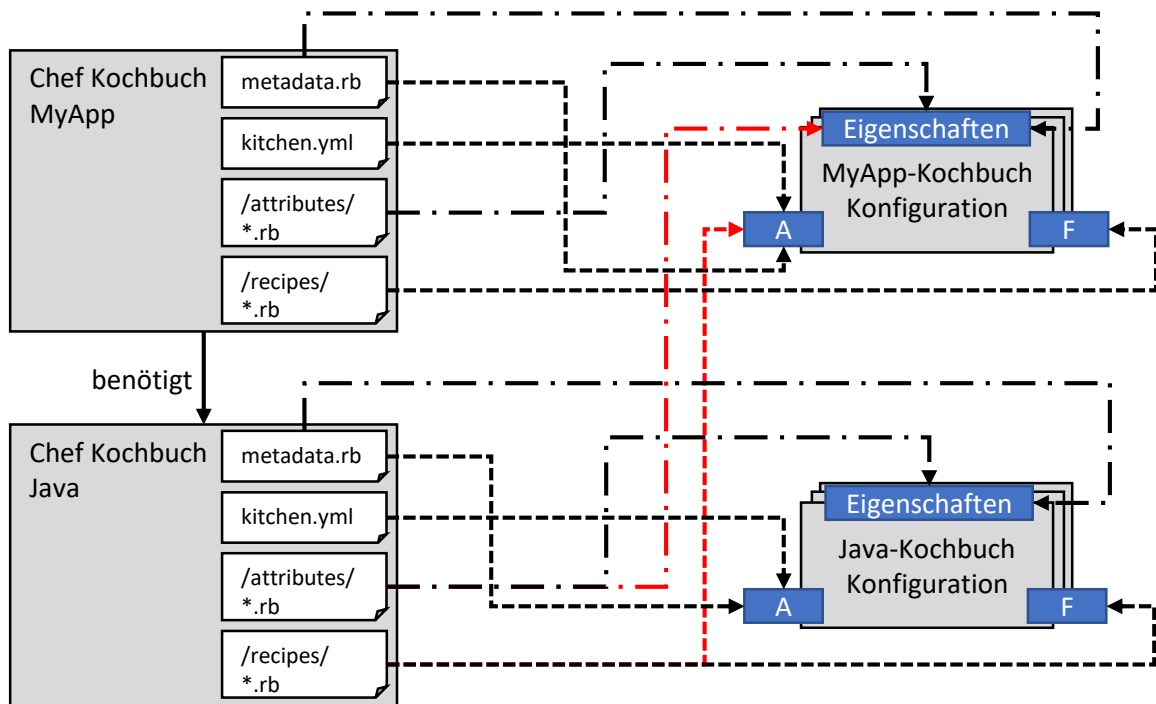 Chef Kochbuch
MyApp
metadata.rb
kitchen.yml
/attributes/
*.rb
/recipes/
*.rb
Eigenschaften
MyApp-Kochbuch
Konfiguration
A
F
benötigt
Chef Kochbuch
Java
metadata.rb
kitchen.yml
/attributes/
*.rb
/recipes/
*.rb
Eigenschaften
Java-Kochbuch
Konfiguration
A
F